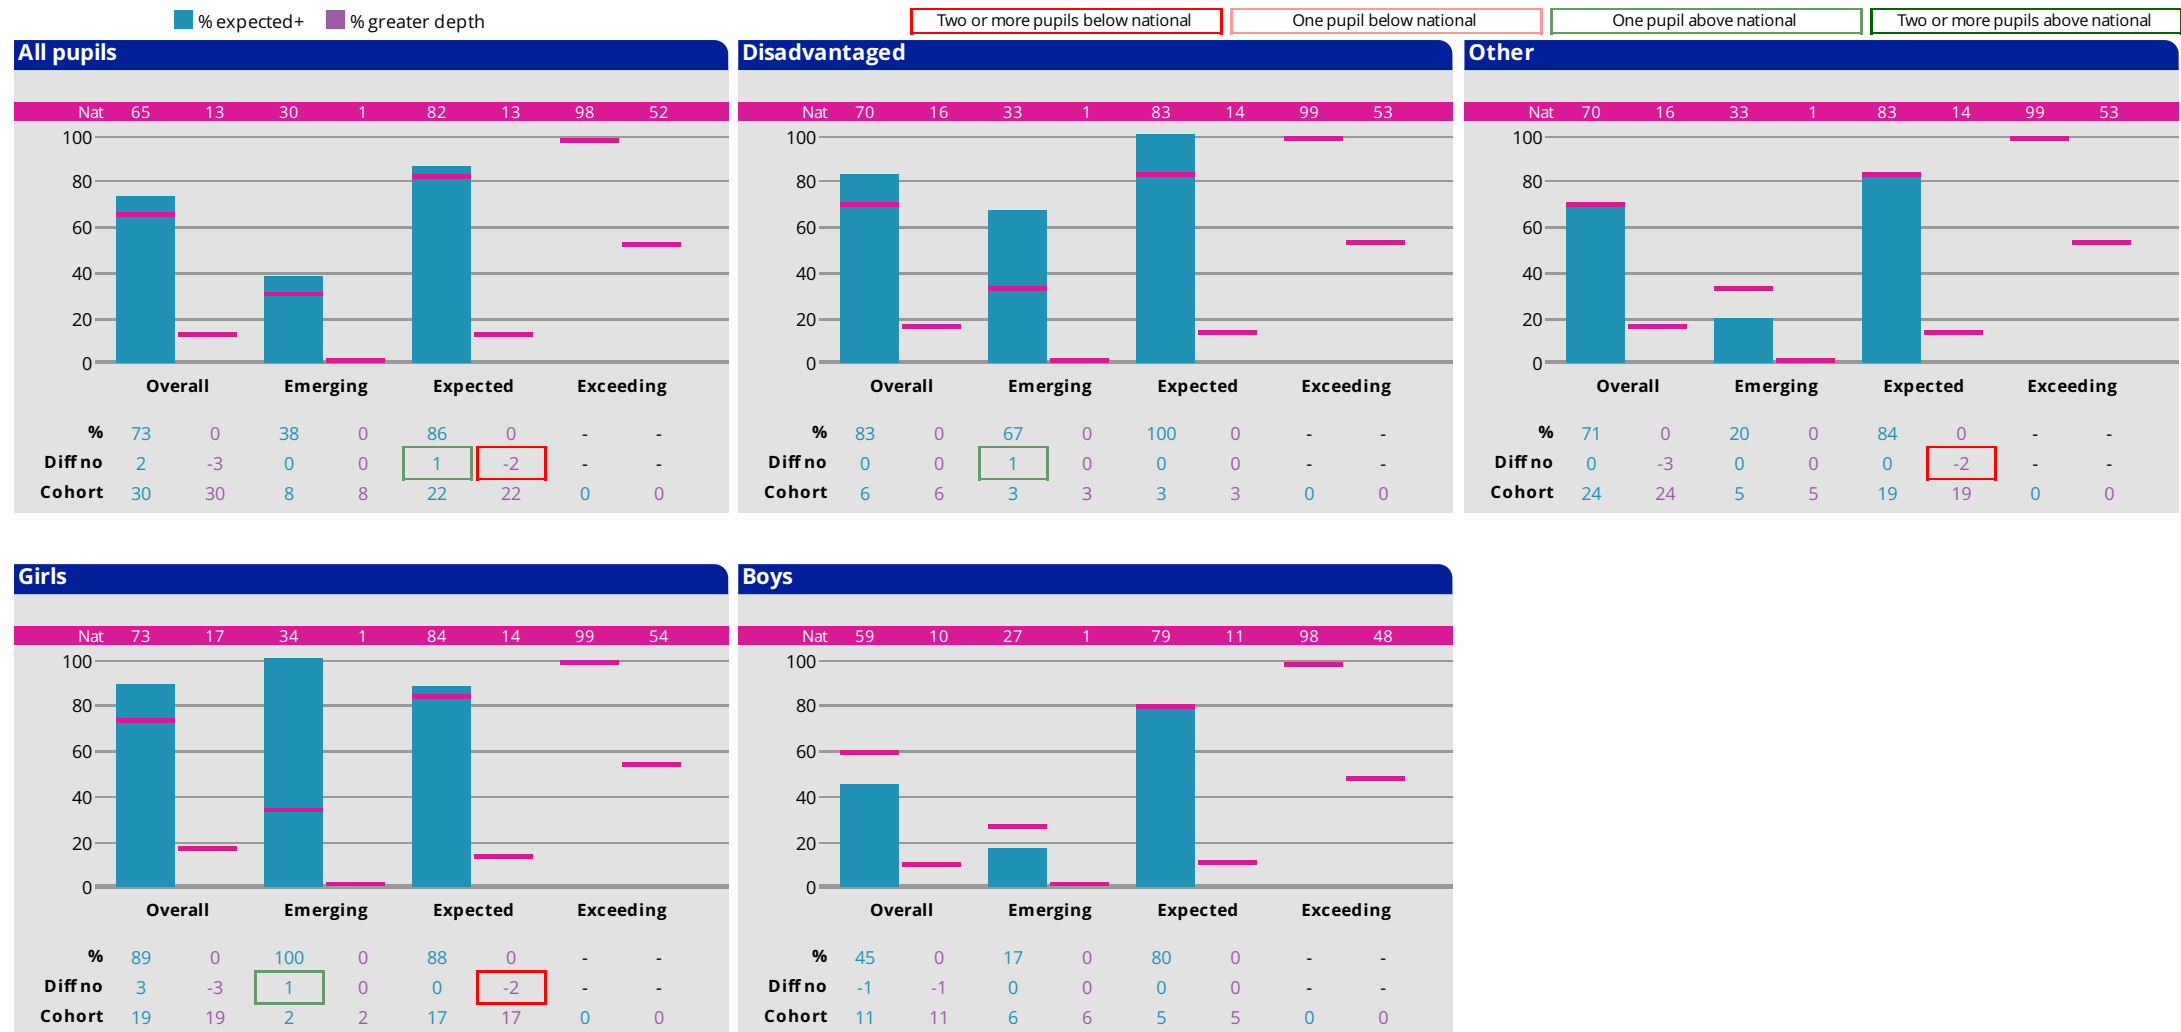 % expected+ % greater depth Two or more pupils below national One pupil below national One pupil above national Two or more pupils above national
All pupils
Nat 65 13 30 1 82 13 98 52
100
80
60
40
20
0
Overall Emerging Expected Exceeding
% 73 0 38 0 86 0 - -
Diff no 2 -3 0 0 1 -2 - -
Cohort 30 30 8 8 22 22 0 0
Disadvantaged
Nat 70 16 33 1 83 14 99 53
100
80
60
40
20
0
Overall Emerging Expected Exceeding
% 83 0 67 0 100 0 - -
Diff no 0 0 1 0 0 0 - -
Cohort 6 6 3 3 3 3 0 0
Other
Nat 70 16 33 1 83 14 99 53
100
80
60
40
20
0
Overall Emerging Expected Exceeding
% 71 0 20 0 84 0 - -
Diff no 0 -3 0 0 0 -2 - -
Cohort 24 24 5 5 19 19 0 0
Girls
Nat 73 17 34 1 84 14 99 54
100
80
60
40
20
0
Overall Emerging Expected Exceeding
% 89 0 100 0 88 0 - -
Diff no 3 -3 1 0 0 -2 - -
Cohort 19 19 2 2 17 17 0 0
Boys
Nat 59 10 27 1 79 11 98 48
100
80
60
40
20
0
Overall Emerging Expected Exceeding
% 45 0 17 0 80 0 - -
Diff no -1 -1 0 0 0 0 - -
Cohort 11 11 6 6 5 5 0 0